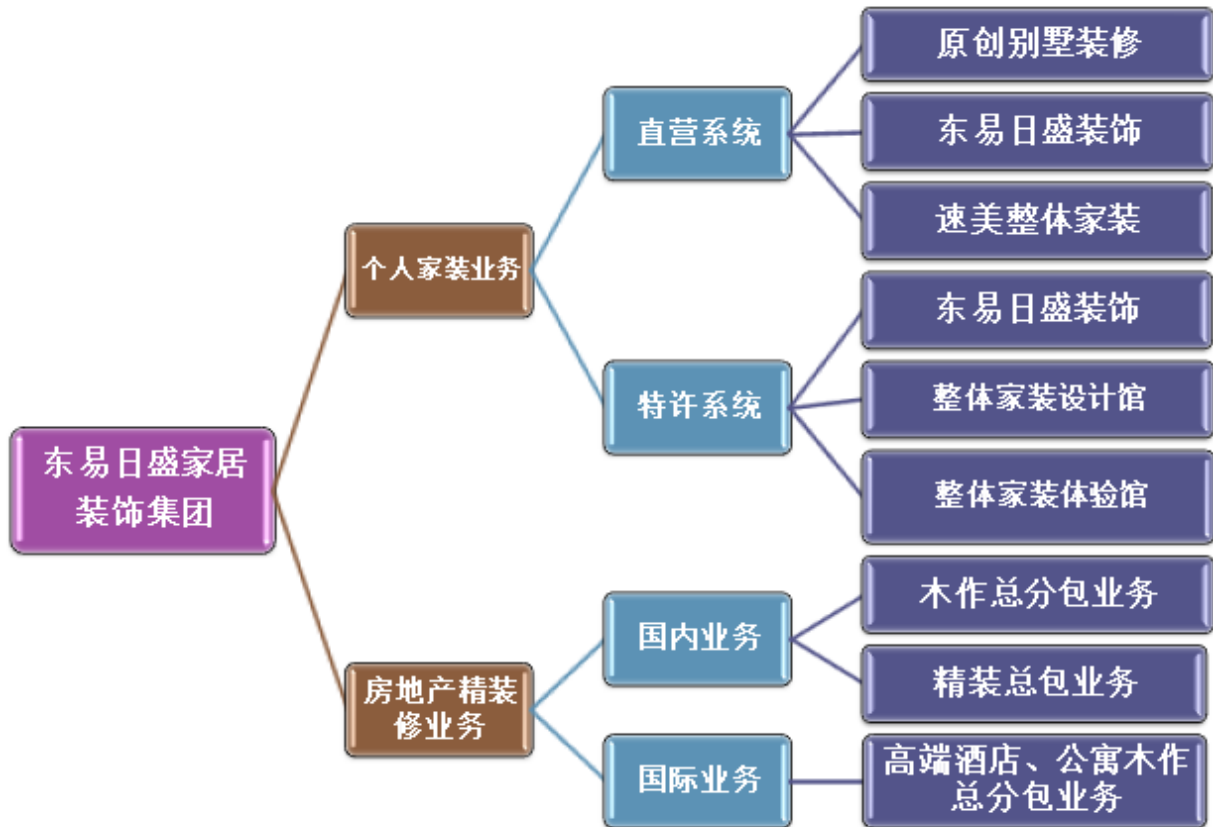 东易日盛家居
装饰集团
个人家装业务
直营系统
原创别墅装修
东易日盛装饰
速美整体家装
特许系统
东易日盛装饰
整体家装设计馆
整体家装体验馆
房地产精装
修业务
国内业务
木作总分包业务
精装总包业务
国际业务
高端酒店、公寓木作
总分包业务